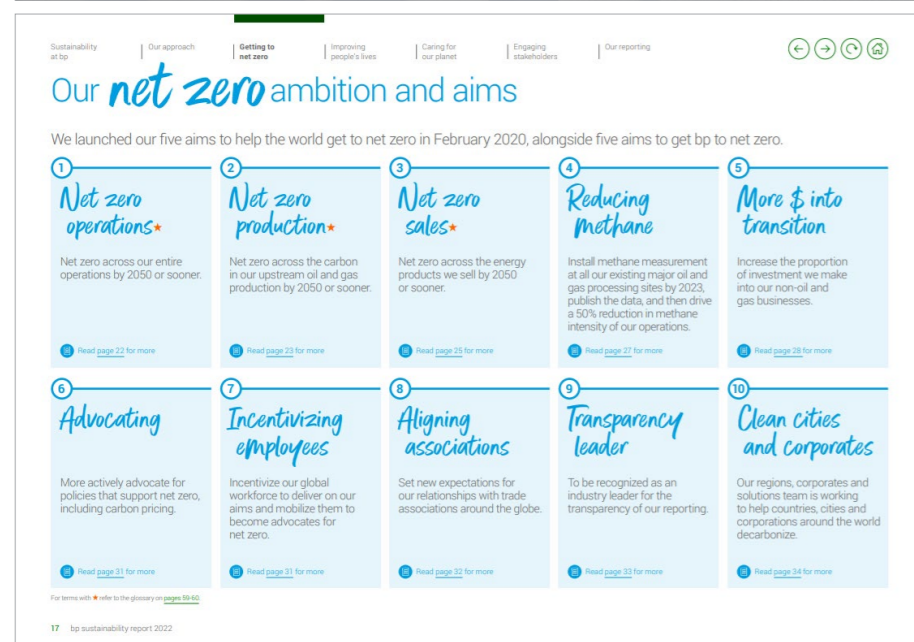 Sustainability
at bp
Our approach
Getting to
net zero
Improving
people's lives
Caring for
our planet
Engaging
stakeholders
Our reporting
Our net zero ambition and aims
We launched our five aims to help the world get to net zero in February 2020, alongside five aims to get bp to net zero.
1
Net zero
operations★
Net zero across our entire
operations by 2050 or sooner.
Read page 22 for more
2
Net zero
production★
Net zero across the carbon
in our upstream oil and gas
production by 2050 or sooner.
Read page 23 for more
3
Net zero
sales★
Net zero across the energy
products we sell by 2050
or sooner.
Read page 25 for more
4
Reducing
methane
Install methane measurement
at all our existing major oil and
gas processing sites by 2023,
publish the data, and then drive
a 50% reduction in methane
intensity of our operations.
Read page 27 for more
5
More $ into
transition
Increase the proportion
of investment we make
into our non-oil and
gas businesses.
Read page 28 for more
6
Advocating
More actively advocate for
policies that support net zero,
including carbon pricing.
Read page 31 for more
7
Incentivizing
employees
Incentivize our global
workforce to deliver on our
aims and mobilize them to
become advocates for
net zero.
Read page 31 for more
8
Aligning
associations
Set new expectations for
our relationships with trade
associations around the globe.
Read page 32 for more
9
Transparency
leader
To be recognized as an
industry leader for the
transparency of our reporting.
Read page 33 for more
10
Clean cities
and corporates
Our regions, corporates and
solutions team is working
to help countries, cities and
corporations around the world
decarbonize.
Read page 34 for more
For terms with ★ refer to the glossary on pages 59-60.
17 bp sustainability report 2022